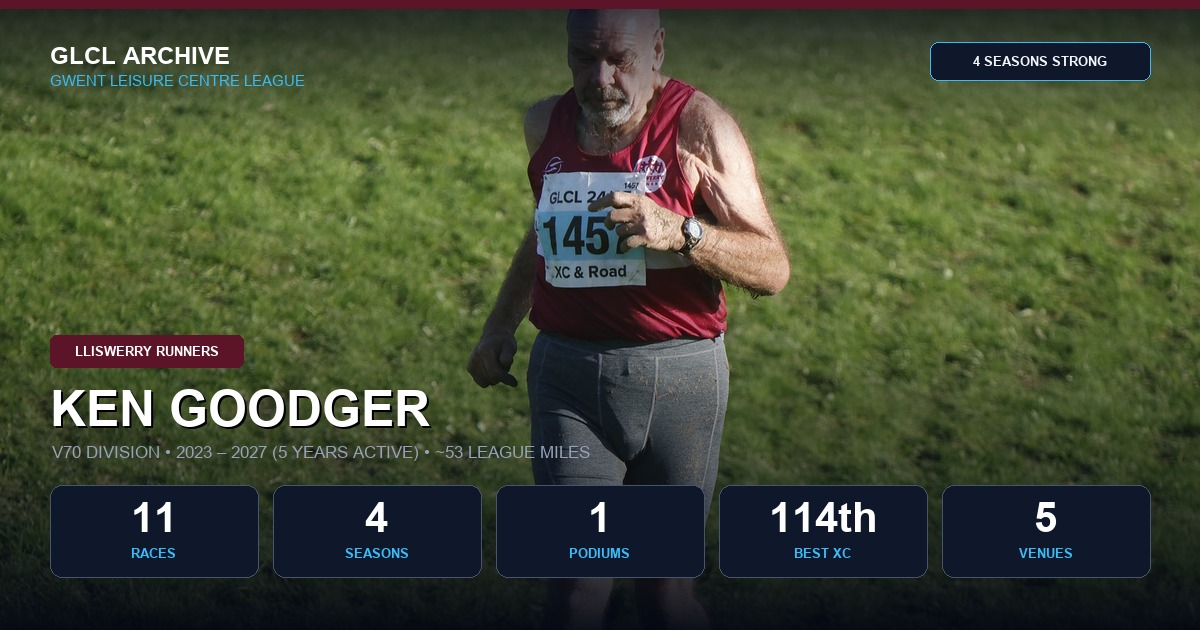 GLCL ARCHIVE
GWENT LEISURE CENTRE LEAGUE
4 SEASONS STRONG
1457
GLCL 24
145
XC & Road
LLISWERRY RUNNERS
KEN GOODGER
V70 DIVISION • 2023 – 2027 (5 YEARS ACTIVE) • ~53 LEAGUE MILES
11
RACES
4
SEASONS
1
PODIUMS
114th
BEST XC
5
VENUES